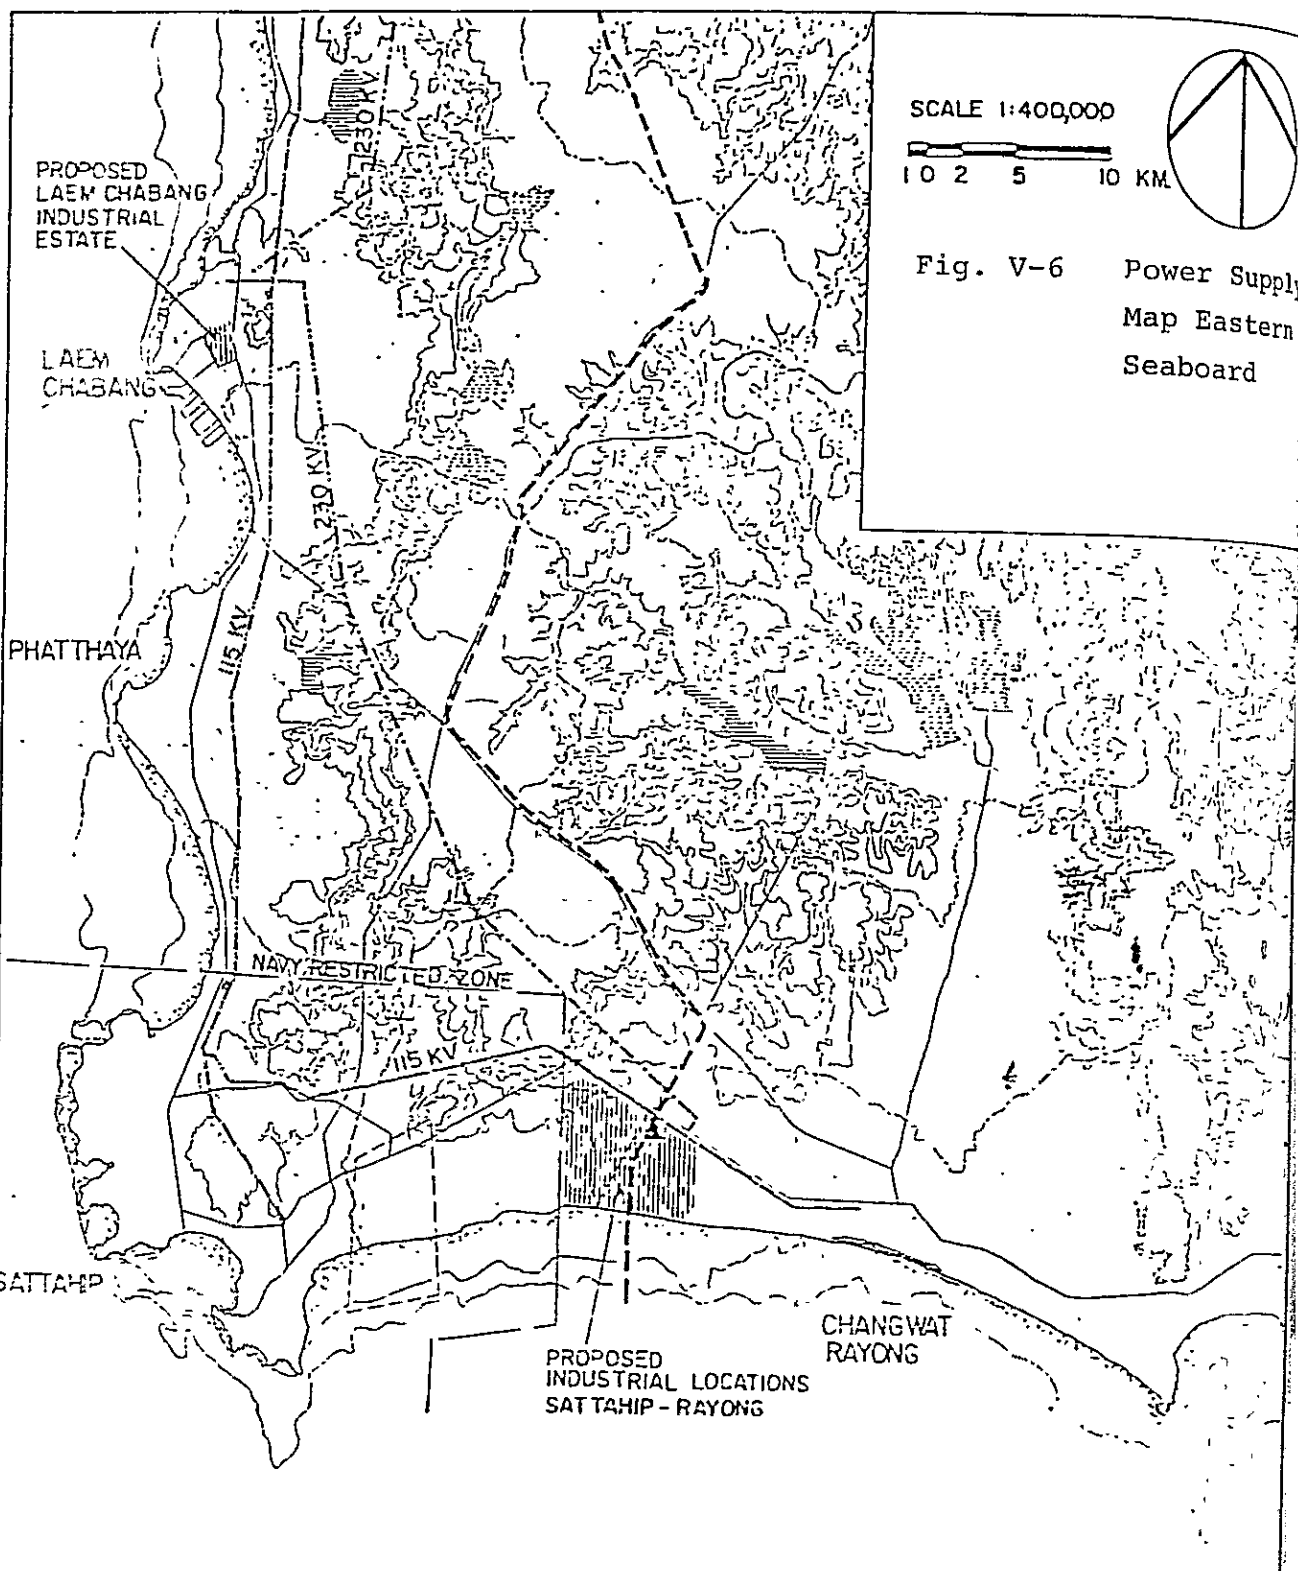 SCALE 1:400,000
1 0 2 5 10 KM.
Fig. V-6 Power Supply
Map Eastern
Seaboard
230 KV
PROPOSED
LAEM CHABANG
INDUSTRIAL
ESTATE
LAEM
CHABANG
230 KV
115 KV
PHATTHAYA
NAVY RESTRICTED ZONE
115 KV
SATTAHIP
CHANGWAT
RAYONG
PROPOSED
INDUSTRIAL LOCATIONS
SATTAHIP-RAYONG